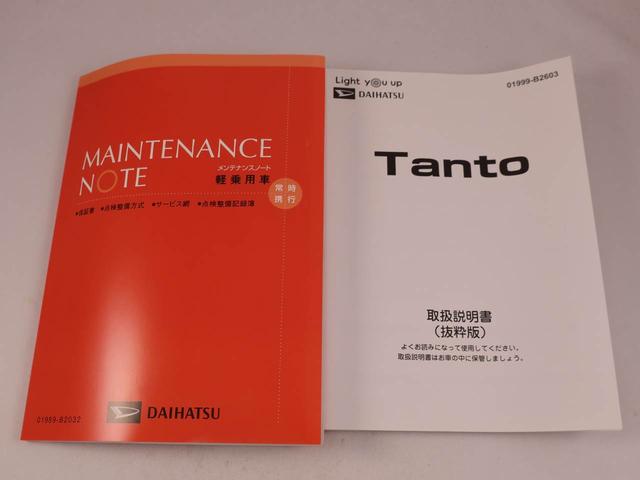 MAINTENANCE
NOTE
メンテナンスノート
軽乗用車
常時
携行
●保証書 ●点検整備方式 ●サービス網 ●点検整備記録簿
01989-B2032
DAIHATSU
Light you up
01999-B2603
DAIHATSU
Tanto
取扱説明書
（抜粋版）
よくお読みになって使用してください。
取扱説明書はお車の中に保管しましょう。